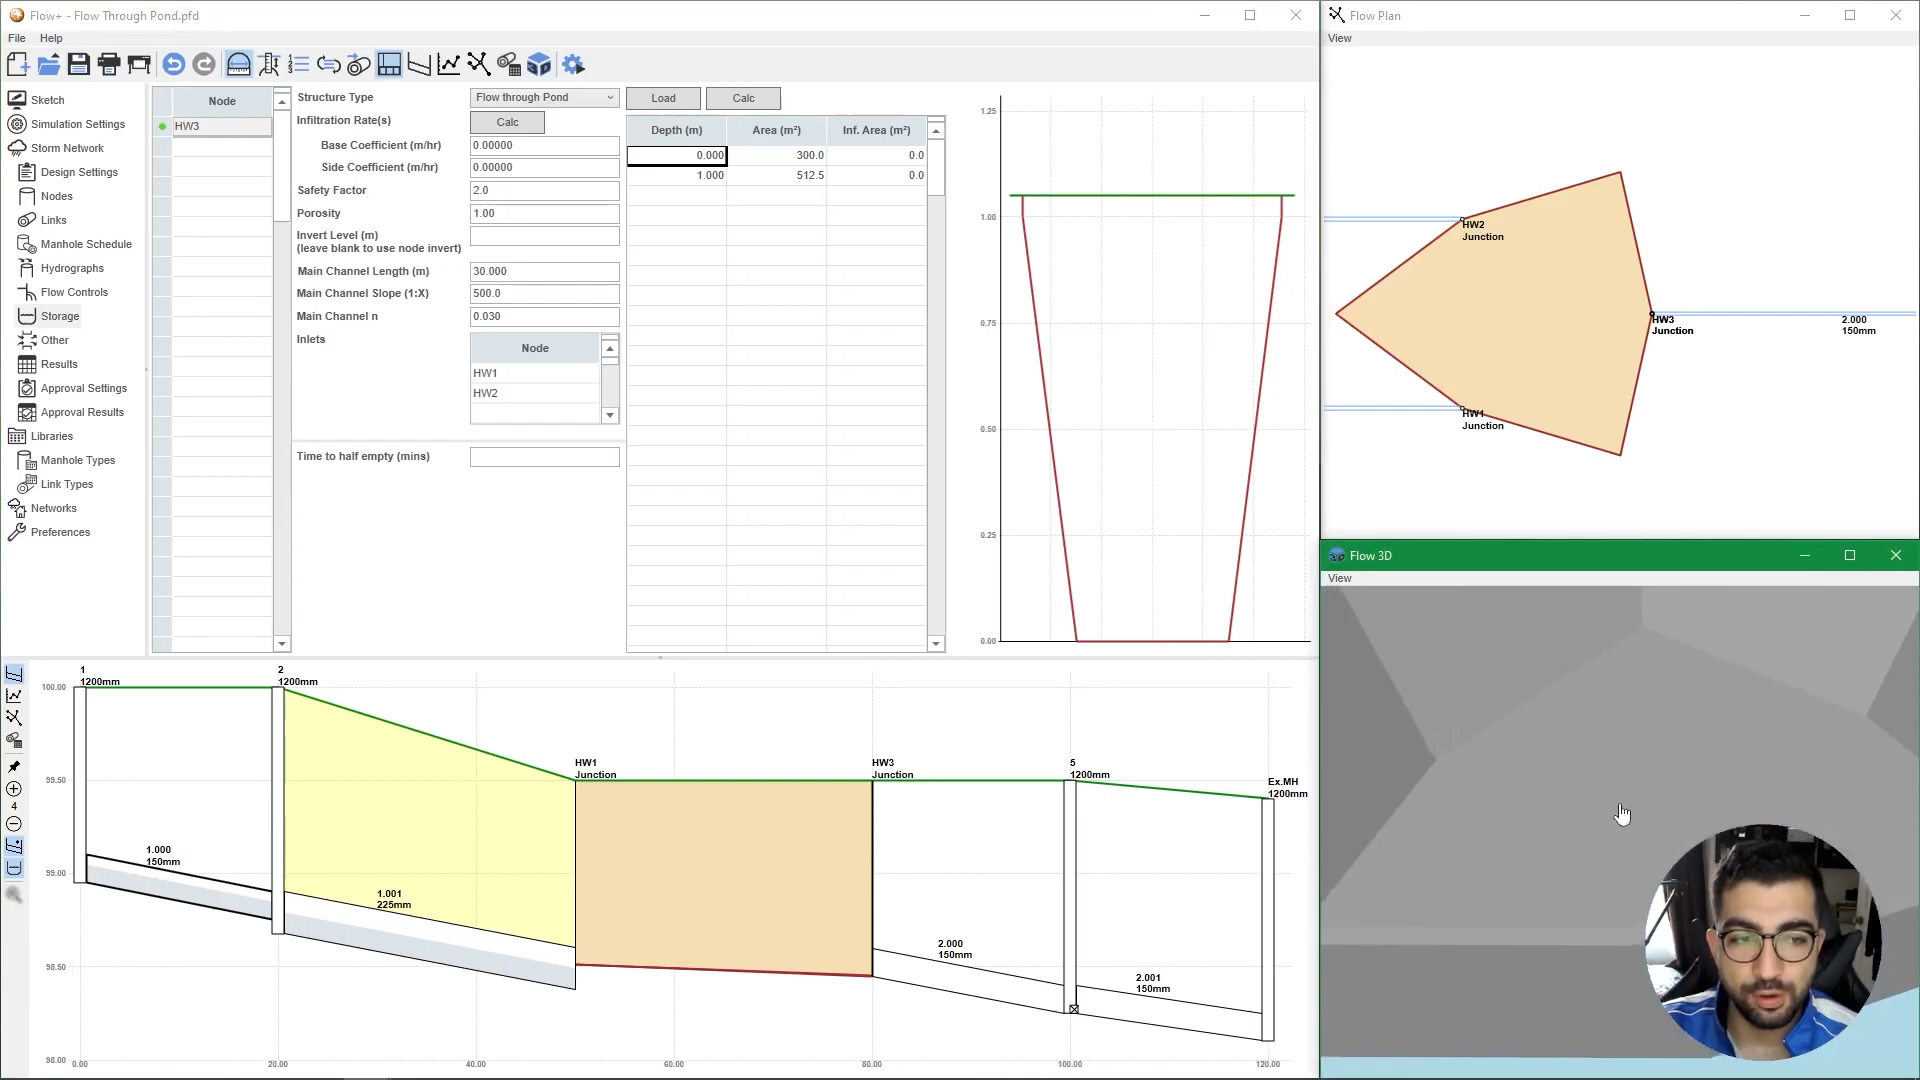 Flow+ - Flow Through Pond.pfd
File Help
Sketch
Simulation Settings
Storm Network
Design Settings
Nodes
Links
Manhole Schedule
Hydrographs
Flow Controls
Storage
Other
Results
Approval Settings
Approval Results
Libraries
Manhole Types
Link Types
Networks
Preferences
Node
HW3
Structure Type Flow through Pond
Infiltration Rate(s) Calc
Base Coefficient (m/hr) 0.00000
Side Coefficient (m/hr) 0.00000
Safety Factor 2.0
Porosity 1.00
Invert Level (m)
(leave blank to use node invert)
Main Channel Length (m) 30.000
Main Channel Slope (1:X) 500.0
Main Channel n 0.030
Inlets
Node
HW1
HW2
Time to half empty (mins)
Load Calc
Depth (m) Area (m²) Inf. Area (m²)
0.000 300.0 0.0
1.000 512.5 0.0
1.25
1.00
0.75
0.50
0.25
0.00
Flow Plan
View
HW2
Junction
HW3
Junction
2.000
150mm
HW1
Junction
Flow 3D
View
4
1
1200mm
2
1200mm
HW1
Junction
HW3
Junction
5
1200mm
Ex.MH
1200mm
1.000
150mm
1.001
225mm
2.000
150mm
2.001
150mm
100.00
99.50
99.00
98.50
98.00
0.00 20.00 40.00 60.00 80.00 100.00 120.00